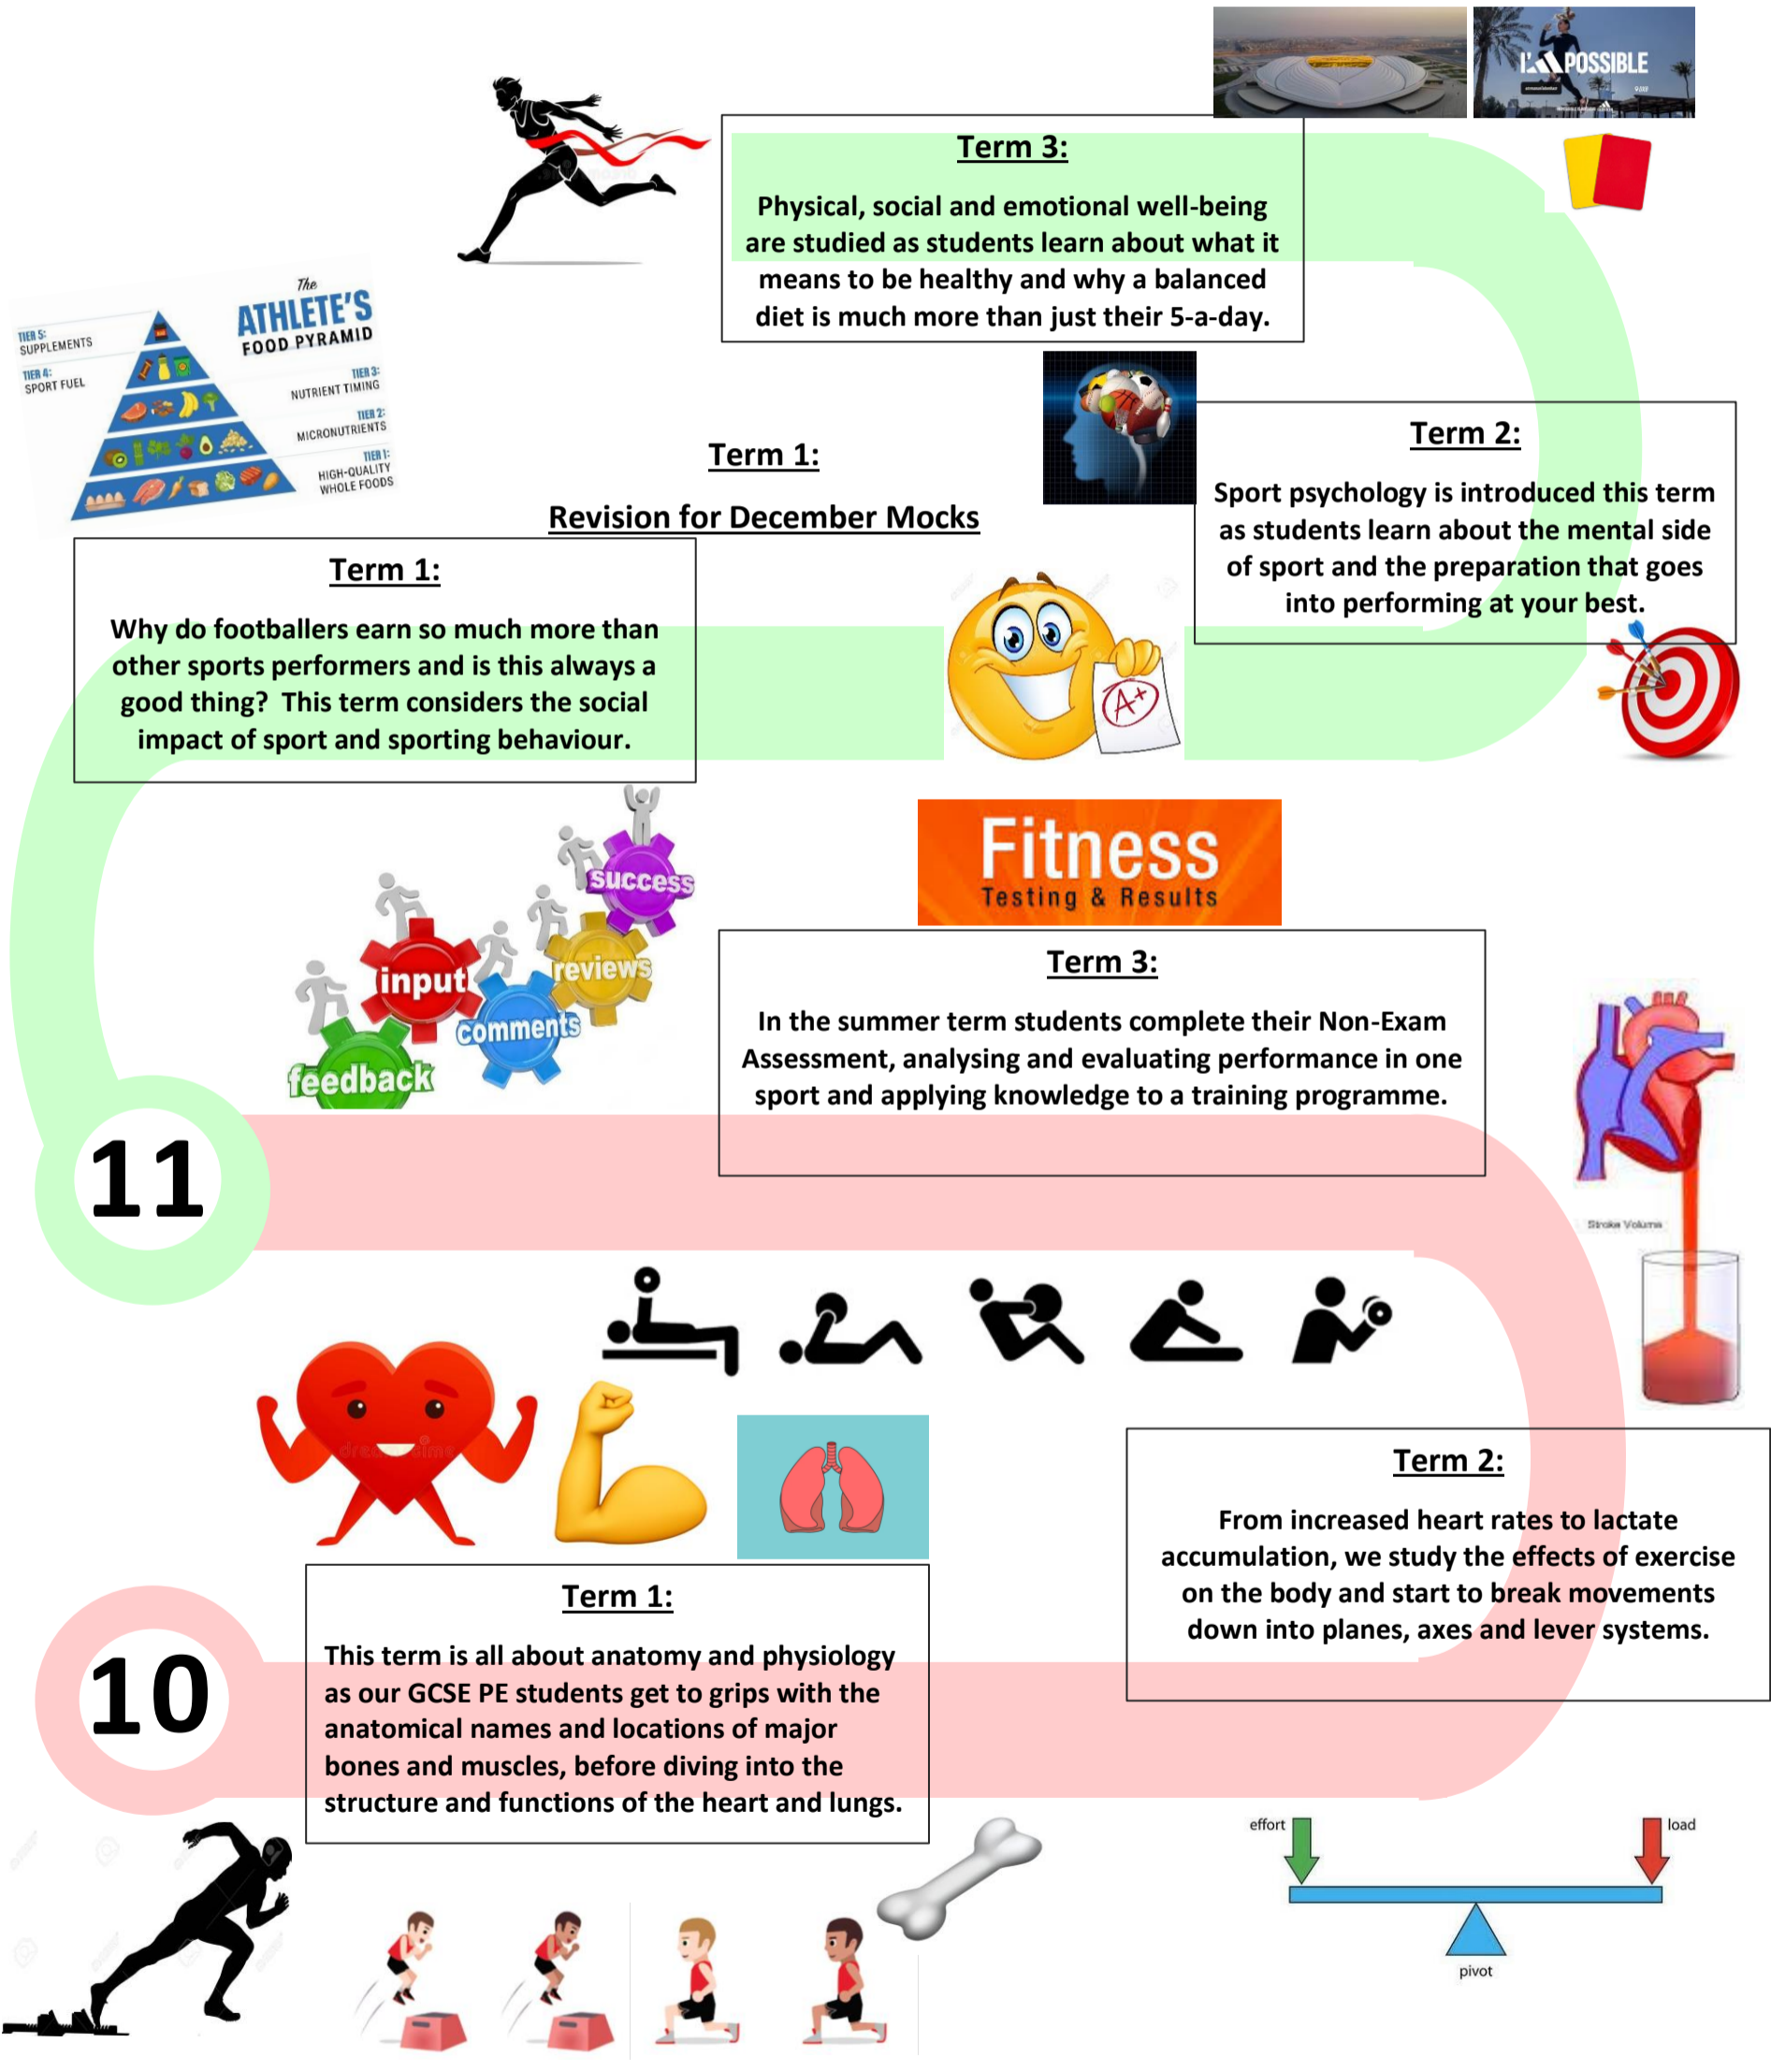 I'M POSSIBLE
Term 3:
Physical, social and emotional well-being
are studied as students learn about what it
means to be healthy and why a balanced
diet is much more than just their 5-a-day.
The
ATHLETE'S
FOOD PYRAMID
TIER 5:
SUPPLEMENTS
TIER 4:
SPORT FUEL
TIER 3:
NUTRIENT TIMING
TIER 2:
MICRONUTRIENTS
TIER 1:
HIGH-QUALITY
WHOLE FOODS
Term 2:
Sport psychology is introduced this term
as students learn about the mental side
of sport and the preparation that goes
into performing at your best.
Term 1:
Revision for December Mocks
A+
Term 1:
Why do footballers earn so much more than
other sports performers and is this always a
good thing? This term considers the social
impact of sport and sporting behaviour.
success
reviews
input
comments
feedback
Fitness
Testing & Results
Term 3:
In the summer term students complete their Non-Exam
Assessment, analysing and evaluating performance in one
sport and applying knowledge to a training programme.
11
Stroke Volume
dreamstime
Term 2:
From increased heart rates to lactate
accumulation, we study the effects of exercise
on the body and start to break movements
down into planes, axes and lever systems.
Term 1:
This term is all about anatomy and physiology
as our GCSE PE students get to grips with the
anatomical names and locations of major
bones and muscles, before diving into the
structure and functions of the heart and lungs.
10
effort
load
pivot